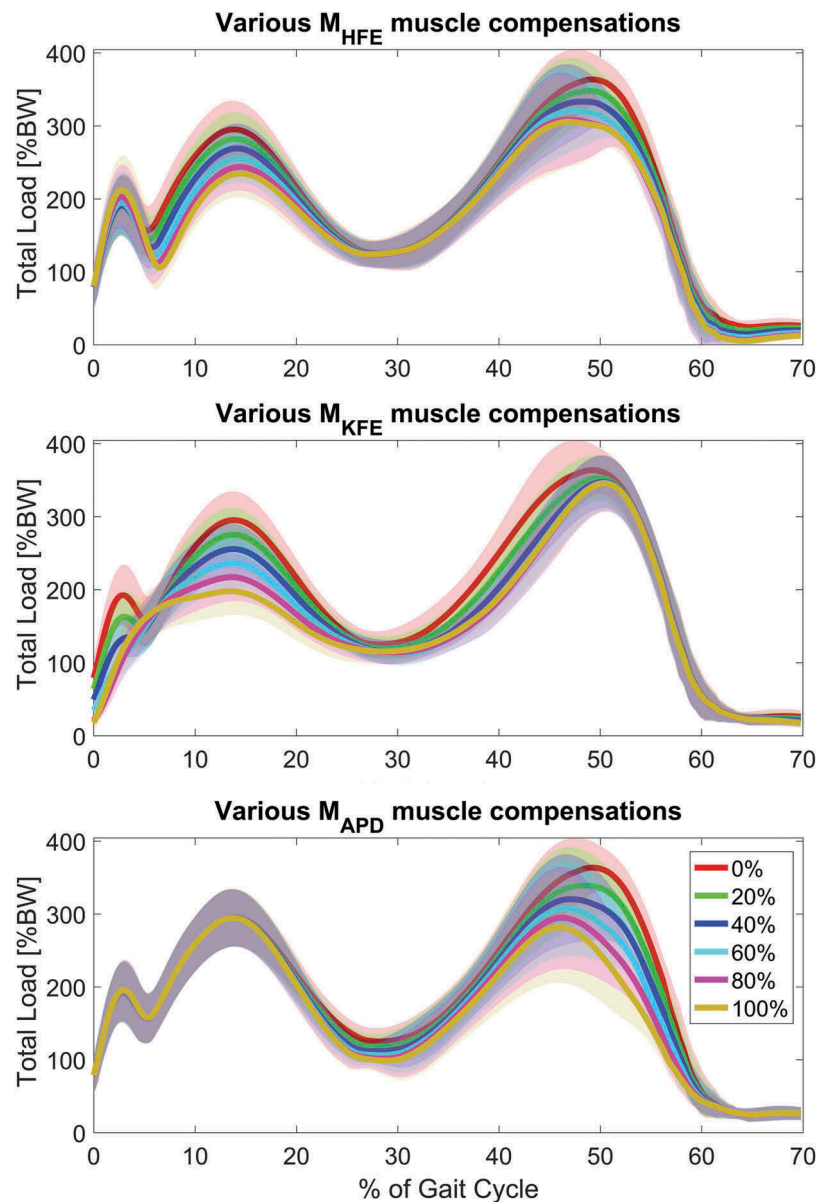 Various M_HFE muscle compensations
400
300
200
100
0
Total Load [%BW]
0 10 20 30 40 50 60 70
Various M_KFE muscle compensations
400
300
200
100
0
Total Load [%BW]
0 10 20 30 40 50 60 70
Various M_APD muscle compensations
400
300
200
100
0
Total Load [%BW]
0%
20%
40%
60%
80%
100%
0 10 20 30 40 50 60 70
% of Gait Cycle